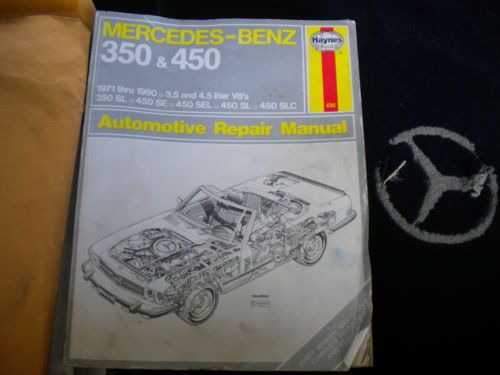 MERCEDES-BENZ
350 & 450
Haynes
1971 thru 1980 □ 3.5 and 4.5 liter V8's
350 SL □ 450 SE □ 450 SEL □ 450 SL □ 450 SLC
Automotive Repair Manual